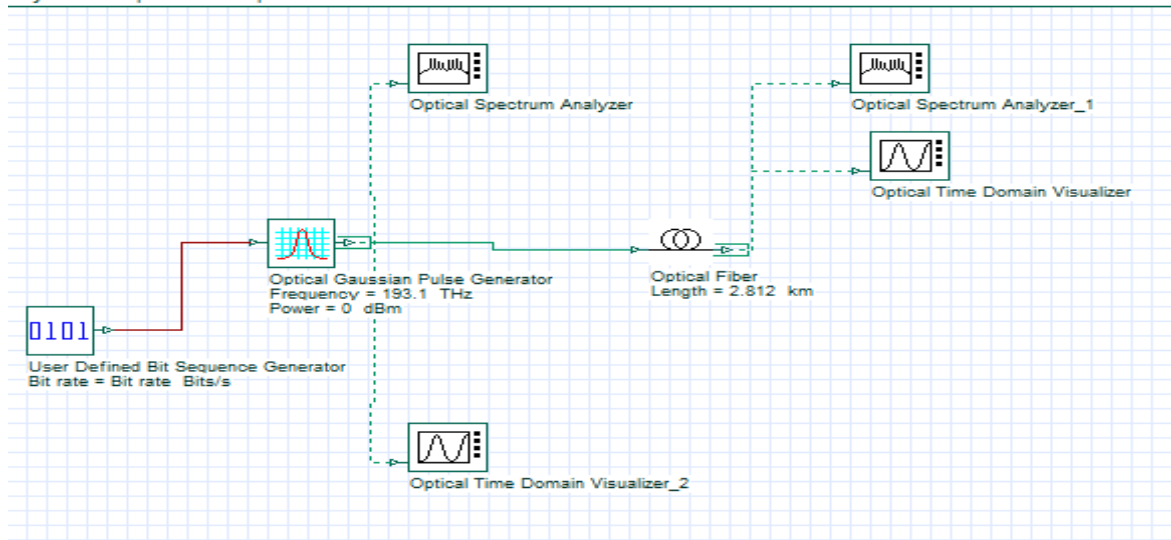 Optical Spectrum Analyzer
Optical Spectrum Analyzer_1
Optical Time Domain Visualizer
Optical Gaussian Pulse Generator
Frequency = 193.1 THz
Power = 0 dBm
Optical Fiber
Length = 2.812 km
0101
User Defined Bit Sequence Generator
Bit rate = Bit rate Bits/s
Optical Time Domain Visualizer_2